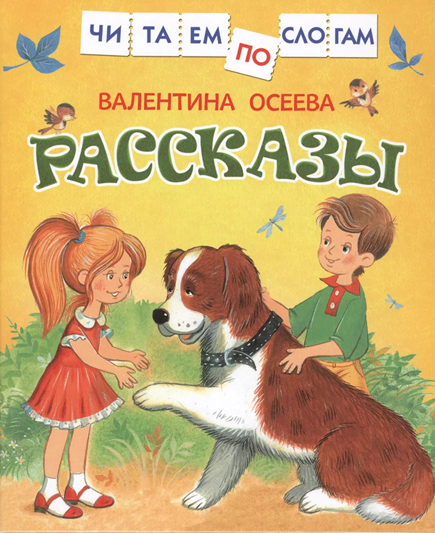 ЧИ ТА ЕМ ПО СЛО ГАМ
ВАЛЕНТИНА ОСЕЕВА
РАССКАЗЫ